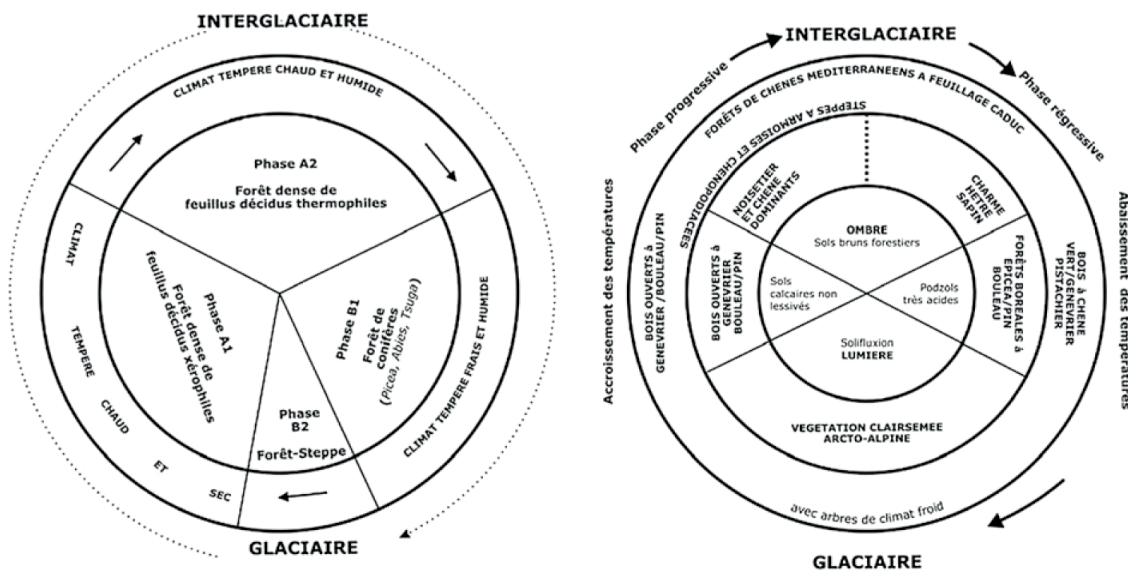 INTERGLACIAIRE
CLIMAT TEMPERE CHAUD ET HUMIDE
Phase A2
Forêt dense de
feuillus décidus thermophiles
CLIMAT TEMPERE CHAUD ET SEC
Phase A1
Forêt dense de
feuillus décidus
décidus xérophiles
Phase B1
Forêt de
conifères
(Picea, Abies, Tsuga)
CLIMAT TEMPERE FRAIS ET HUMIDE
Phase
B2
Forêt-Steppe
GLACIAIRE
INTERGLACIAIRE
Phase progressive
Phase régressive
FORÊTS DE CHENES MEDITERRANEENS A FEUILLAGE CADUC
STEPPES A ARMOISES ET CHENOPODIACEES
NOISETIER
ET CHENE
DOMINANTS
CHARME
HETRE
SAPIN
OMBRE
Sols bruns forestiers
Accroissement des températures
BOIS OUVERTS à
GENEVRIER /BOULEAU/PIN
BOIS OUVERTS à
GENEVRIER
BOULEAU/PIN
Sols
calcaires non
lessivés
Podzols
très acides
FORÊTS BOREALES à
EPICEA/PIN
BOULEAU
BOIS à CHENE
VERT/GENEVRIER
PISTACHIER
Abaissement des températures
Solifluxion
LUMIERE
VEGETATION CLAIRSEMEE
ARCTO-ALPINE
avec arbres de climat froid
GLACIAIRE